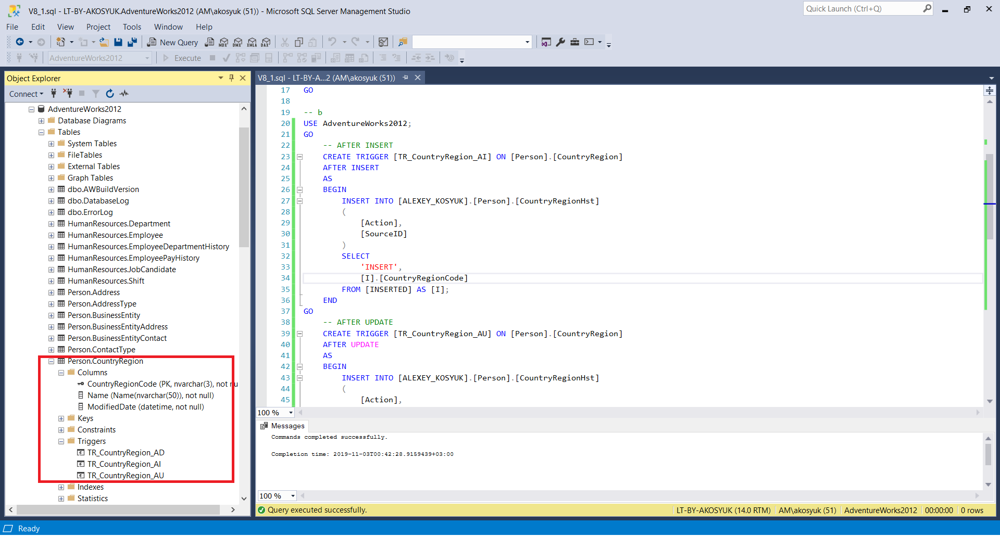 V8_1.sql - LT-BY-AKOSYUK.AdventureWorks2012 (AM\akosyuk (51)) - Microsoft SQL Server Management Studio
Quick Launch (Ctrl+Q)
File Edit View Project Tools Window Help
New Query MDX DMX XMLA DAX
AdventureWorks2012 Execute
Object Explorer
Connect
AdventureWorks2012
Database Diagrams
Tables
System Tables
FileTables
External Tables
Graph Tables
dbo.AWBuildVersion
dbo.DatabaseLog
dbo.ErrorLog
HumanResources.Department
HumanResources.Employee
HumanResources.EmployeeDepartmentHistory
HumanResources.EmployeePayHistory
HumanResources.JobCandidate
HumanResources.Shift
Person.Address
Person.AddressType
Person.BusinessEntity
Person.BusinessEntityAddress
Person.BusinessEntityContact
Person.ContactType
Person.CountryRegion
Columns
CountryRegionCode (PK, nvarchar(3), not nu
Name (Name(nvarchar(50)), not null)
ModifiedDate (datetime, not null)
Keys
Constraints
Triggers
TR_CountryRegion_AD
TR_CountryRegion_AI
TR_CountryRegion_AU
Indexes
Statistics
V8_1.sql - LT-BY-A...2 (AM\akosyuk (51))
17 GO
18
19 -- b
20 USE AdventureWorks2012;
21 GO
22 -- AFTER INSERT
23 CREATE TRIGGER [TR_CountryRegion_AI] ON [Person].[CountryRegion]
24 AFTER INSERT
25 AS
26 BEGIN
27 INSERT INTO [ALEXEY_KOSYUK].[Person].[CountryRegionHst]
28 (
29 [Action],
30 [SourceID]
31 )
32 SELECT
33 'INSERT',
34 [I].[CountryRegionCode]
35 FROM [INSERTED] AS [I];
36 END
37 GO
38 -- AFTER UPDATE
39 CREATE TRIGGER [TR_CountryRegion_AU] ON [Person].[CountryRegion]
40 AFTER UPDATE
41 AS
42 BEGIN
43 INSERT INTO [ALEXEY_KOSYUK].[Person].[CountryRegionHst]
44 (
45 [Action],
100 %
Messages
Commands completed successfully.
Completion time: 2019-11-03T00:42:28.9159439+03:00
100 %
Query executed successfully. LT-BY-AKOSYUK (14.0 RTM) AM\akosyuk (51) AdventureWorks2012 00:00:00 0 rows
Ready